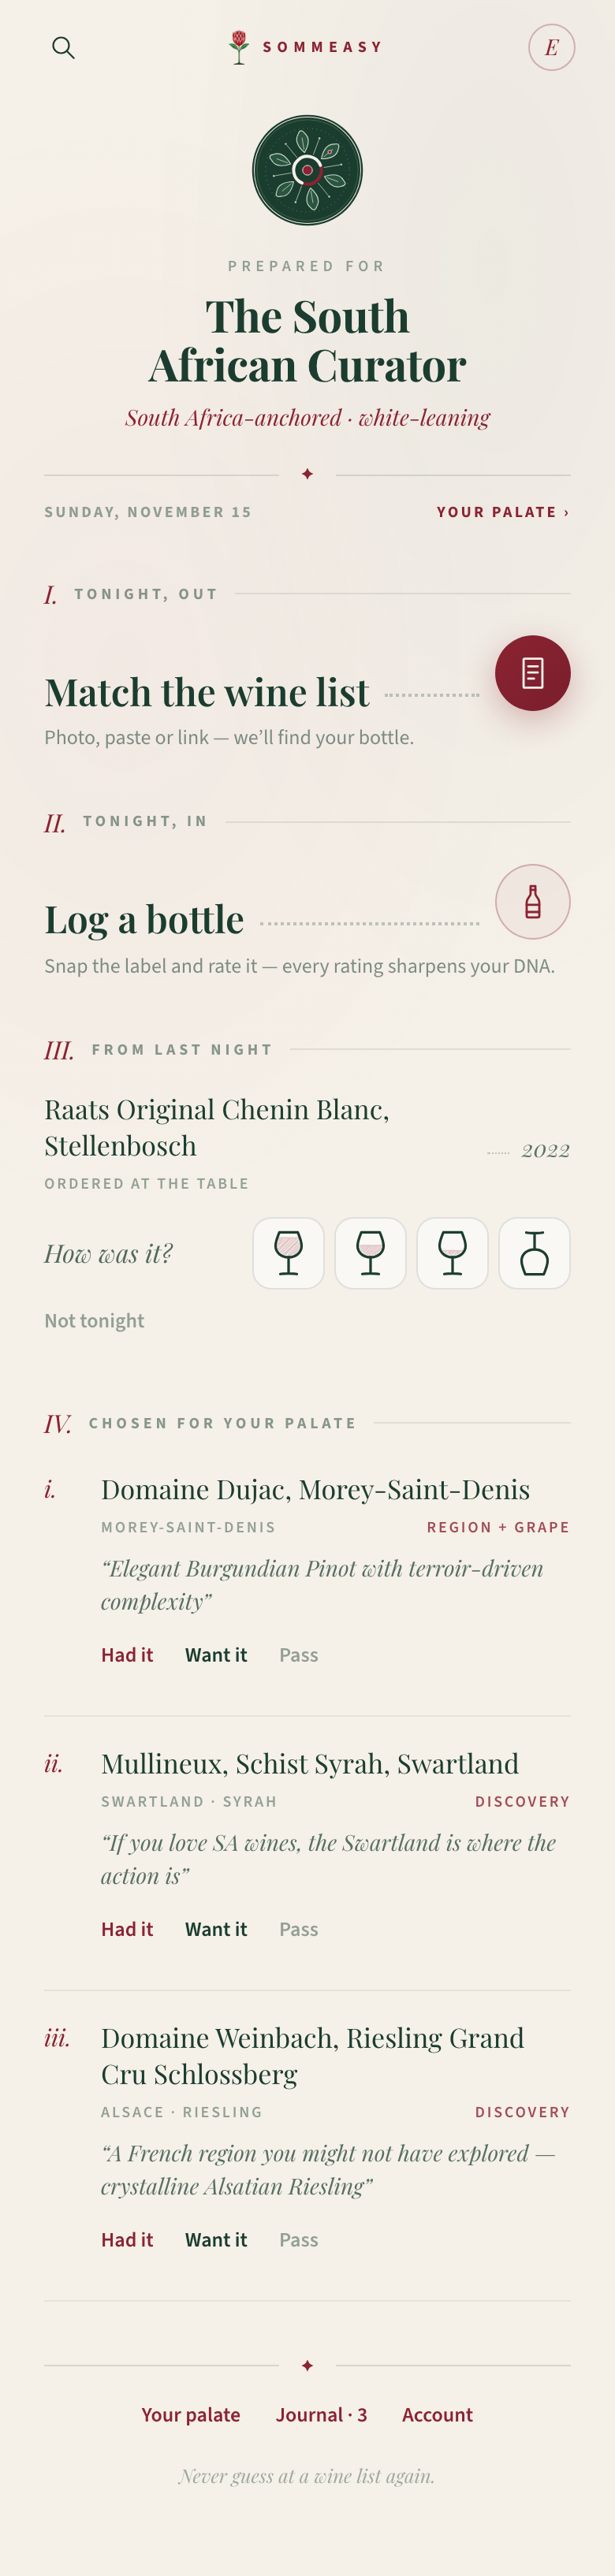 SOMMEASY
E
PREPARED FOR
The South
African Curator
South Africa-anchored · white-leaning
SUNDAY, NOVEMBER 15
YOUR PALATE ›
I. TONIGHT, OUT
Match the wine list
Photo, paste or link — we’ll find your bottle.
II. TONIGHT, IN
Log a bottle
Snap the label and rate it — every rating sharpens your DNA.
III. FROM LAST NIGHT
Raats Original Chenin Blanc,
Stellenbosch
2022
ORDERED AT THE TABLE
How was it?
Not tonight
IV. CHOSEN FOR YOUR PALATE
i. Domaine Dujac, Morey-Saint-Denis
MOREY-SAINT-DENIS
REGION + GRAPE
“Elegant Burgundian Pinot with terroir-driven
complexity”
Had it Want it Pass
ii. Mullineux, Schist Syrah, Swartland
SWARTLAND · SYRAH
DISCOVERY
“If you love SA wines, the Swartland is where the
action is”
Had it Want it Pass
iii. Domaine Weinbach, Riesling Grand
Cru Schlossberg
ALSACE · RIESLING
DISCOVERY
“A French region you might not have explored —
crystalline Alsatian Riesling”
Had it Want it Pass
Your palate Journal · 3 Account
Never guess at a wine list again.